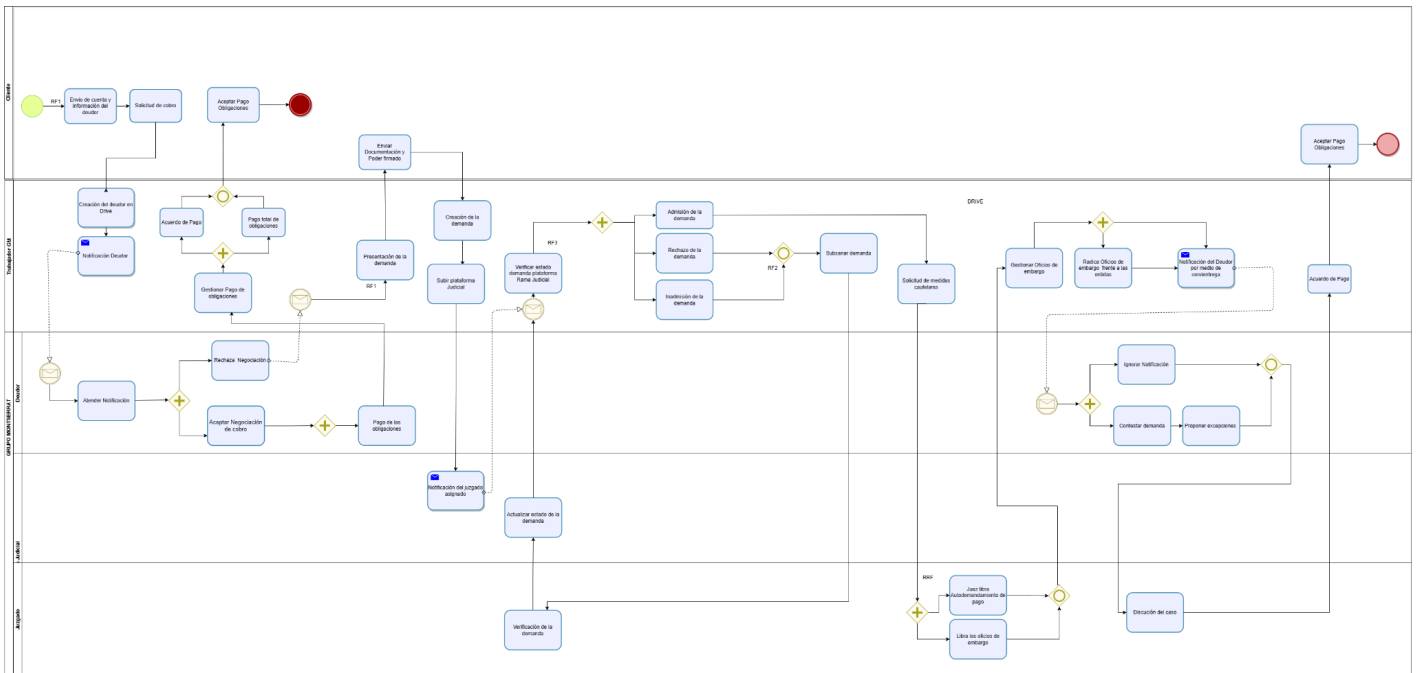 Cliente
RF1
Envío de cuenta y
información del
deudor
Solicitud de cobro
Aceptar Pago
Obligaciones
Enviar
Documentación y
Poder firmado
Aceptar Pago
Obligaciones
GRUPO MONTSERRAT
Trabajador GM
Creación del deudor en
Drive
Notificación Deudor
Acuerdo de Pago
Pago total de
obligaciones
Gestionar Pago de
obligaciones
Presentación de la
demanda
RF1
Creación de la
demanda
Subir plataforma
Judicial
RF3
Verificar estado
demanda plataforma
Rama Judicial
Admisión de la
demanda
Rechazo de la
demanda
Inadmisión de la
demanda
RF2
Subsanar demanda
Solicitud de medidas
cautelares
DRIVE
Gestionar Oficios de
embargo
Radica Oficios de
embargo frente a las
Notificación del Deudor
por medio de
Acuerdo de Pago
Deudor
Atender Notificación
Rechaza Negociación
Aceptar Negociación
de cobro
Pago de las
obligaciones
Ignorar Notificación
Contestar demanda
Proponer excepciones
Judicial
Notificación del juzgado
asignado
Actualizar estado de la
demanda
Juzgado
Verificación de la
demanda
RRF
Juez libra
Autodemandamiento de
pago
Libra los oficios de
embargo
Discución del caso